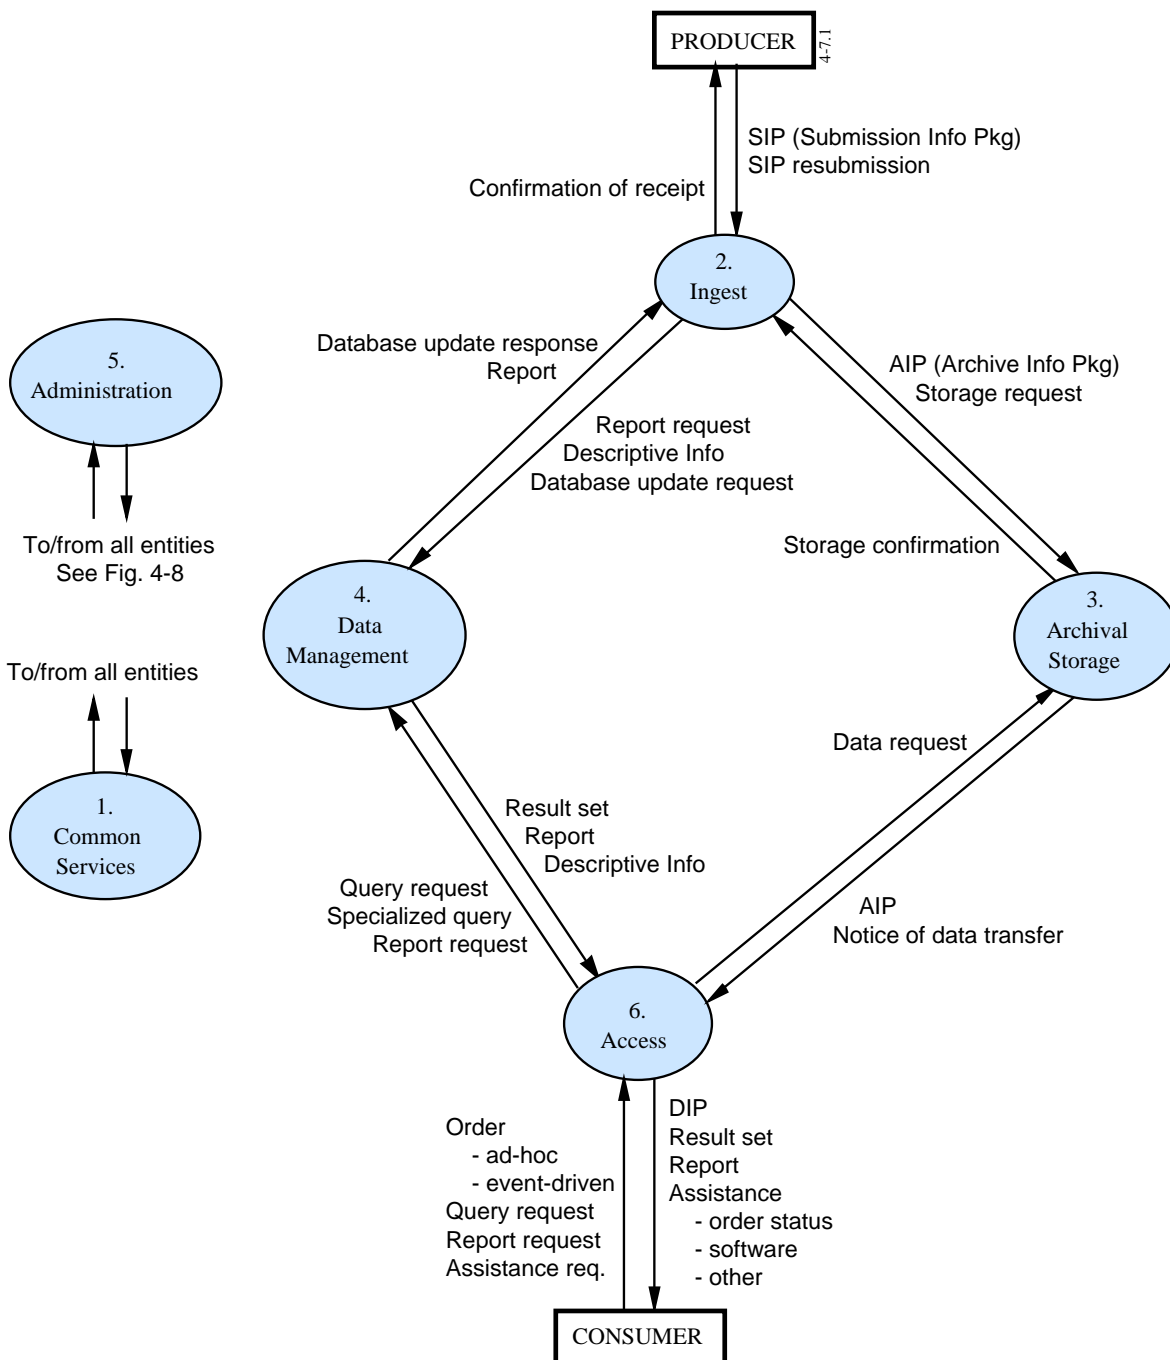 PRODUCER
4-7.1
SIP (Submission Info Pkg)
SIP resubmission
Confirmation of receipt
2.
Ingest
Database update response
Report
AIP (Archive Info Pkg)
Storage request
5.
Administration
Report request
Descriptive Info
Database update request
To/from all entities
See Fig. 4-8
Storage confirmation
4.
Data
Management
3.
Archival
Storage
To/from all entities
Data request
1.
Common
Services
Result set
Report
Descriptive Info
Query request
Specialized query
Report request
AIP
Notice of data transfer
6.
Access
Order
- ad-hoc
- event-driven
Query request
Report request
Assistance req.
DIP
Result set
Report
Assistance
- order status
- software
- other
CONSUMER